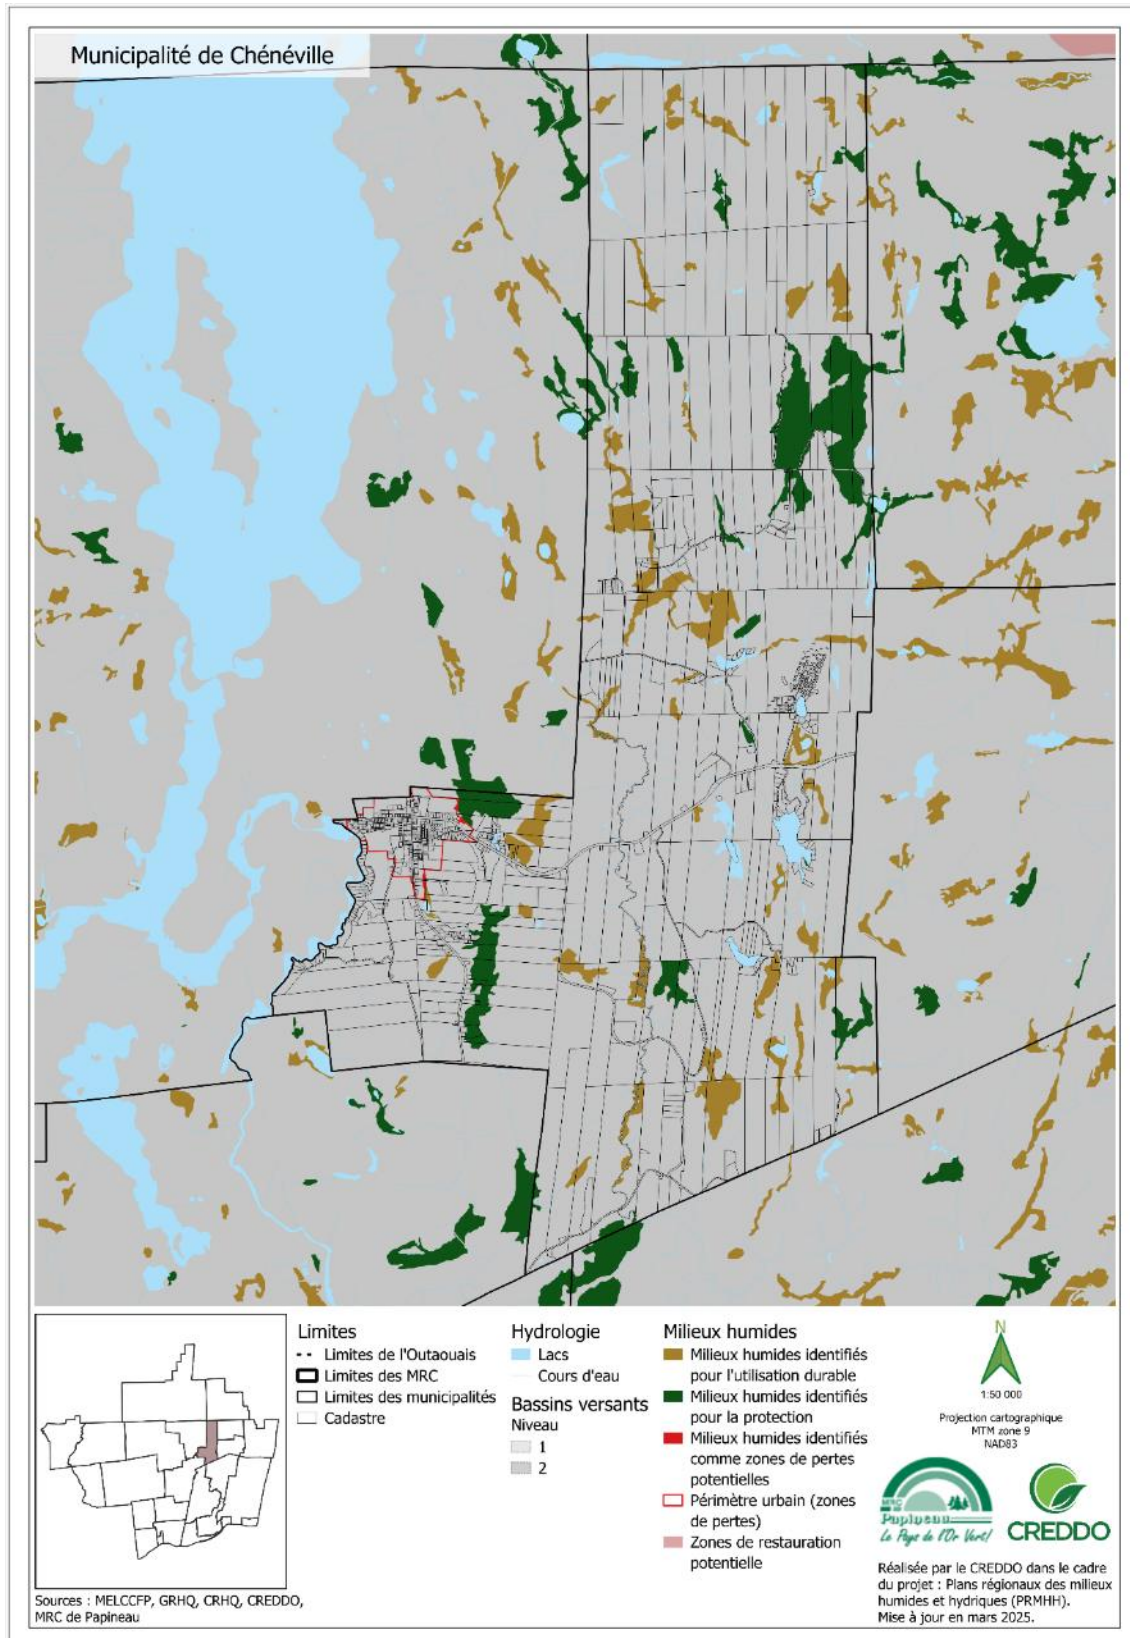 Municipalité de Chénéville
Limites
Limites de l'Outaouais
Limites des MRC
Limites des municipalités
Cadastre
Hydrologie
Lacs
Cours d'eau
Bassins versants
Niveau
1
2
Milieux humides
Milieux humides identifiés
pour l'utilisation durable
Milieux humides identifiés
pour la protection
Milieux humides identifiés
comme zones de pertes
potentielles
Périmètre urbain (zones
de pertes)
Zones de restauration
potentielle
N
1:50 000
Projection cartographique
MTM zone 9
NAD83
MRC de
Papineau
Le Pays de l'Or Vert!
CREDDO
Réalisée par le CREDDO dans le cadre
du projet : Plans régionaux des milieux
humides et hydriques (PRMHH).
Mise à jour en mars 2025.
Sources : MELCCFP, GRHQ, CRHQ, CREDDO,
MRC de Papineau